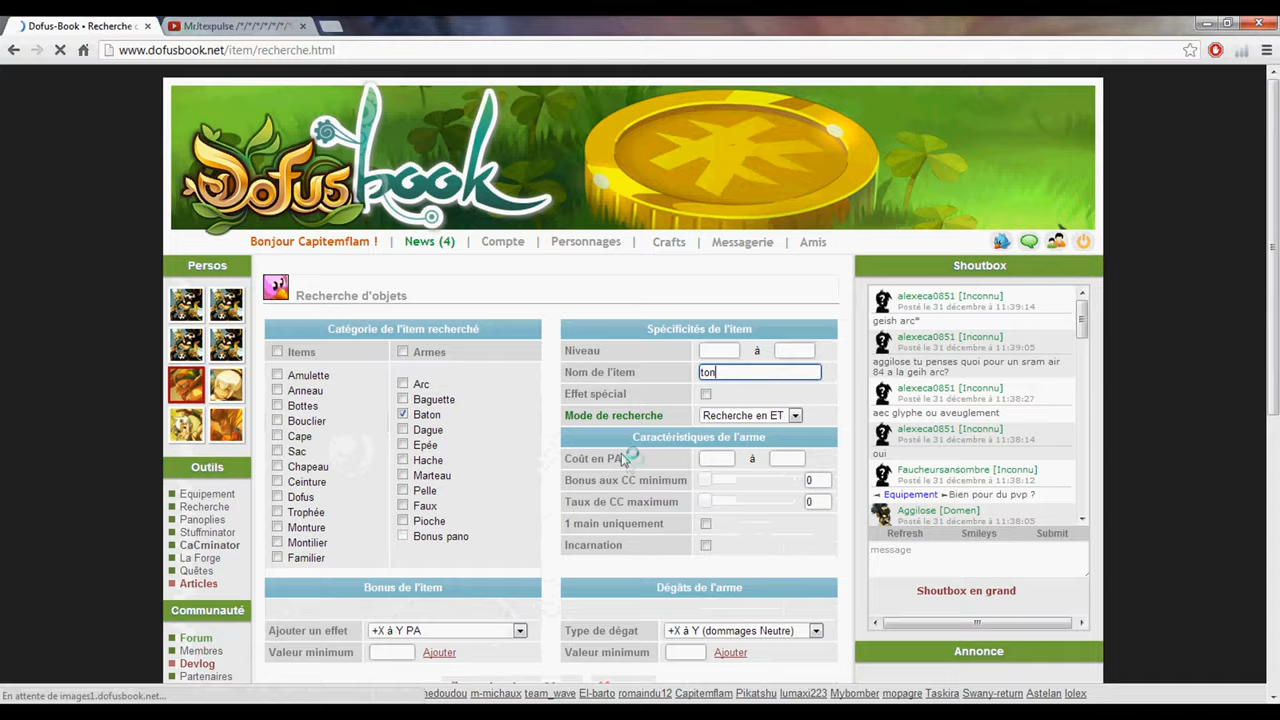 Dofus-Book • Recherche
MrJtexpulse /*/*/*/*/*/*/*/
www.dofusbook.net/item/recherche.html
Dofus book
Bonjour Capitemflam ! | News (4) | Compte | Personnages | Crafts | Messagerie | Amis
Persos
Recherche d'objets
Shoutbox
Catégorie de l'item recherché
Items
Armes
Amulette
Anneau
Bottes
Bouclier
Cape
Sac
Chapeau
Ceinture
Dofus
Trophée
Monture
Montilier
Familier
Arc
Baguette
Baton
Dague
Epée
Hache
Marteau
Pelle
Faux
Pioche
Bonus pano
Spécificités de l'item
Niveau à
Nom de l'item ton
Effet spécial
Mode de recherche Recherche en ET
Caractéristiques de l'arme
Coût en PA à
Bonus aux CC minimum 0
Taux de CC maximum 0
1 main uniquement
Incarnation
Bonus de l'item
Ajouter un effet +X à Y PA
Valeur minimum Ajouter
Dégâts de l'arme
Type de dégat +X à Y (dommages Neutre)
Valeur minimum Ajouter
alexeca0851 [Inconnu]
Posté le 31 décembre à 11:39:14
geish arc*
alexeca0851 [Inconnu]
Posté le 31 décembre à 11:39:05
aggilose tu penses quoi pour un sram air
84 a la geih arc?
alexeca0851 [Inconnu]
Posté le 31 décembre à 11:38:27
aec glyphe ou aveuglement
alexeca0851 [Inconnu]
Posté le 31 décembre à 11:38:14
oui
Faucheursansombre [Inconnu]
Posté le 31 décembre à 11:38:10
Equipement Bien pour du pvp ?
Aggilose [Domen]
Posté le 31 décembre à 11:38:05
Refresh Smileys Submit
message
Shoutbox en grand
Annonce
Outils
Equipement
Recherche
Panoplies
Stuffminator
CaCminator
La Forge
Quêtes
Articles
Communauté
Forum
Membres
Devlog
Partenaires
En attente de images1.dofusbook.net...
nedoudou m-michaux team_wave El-barto romaindu12 Capitemflam Pikatshu lumaxi223 Mybomber mopagre Taskira Swany-return Astelan lolex